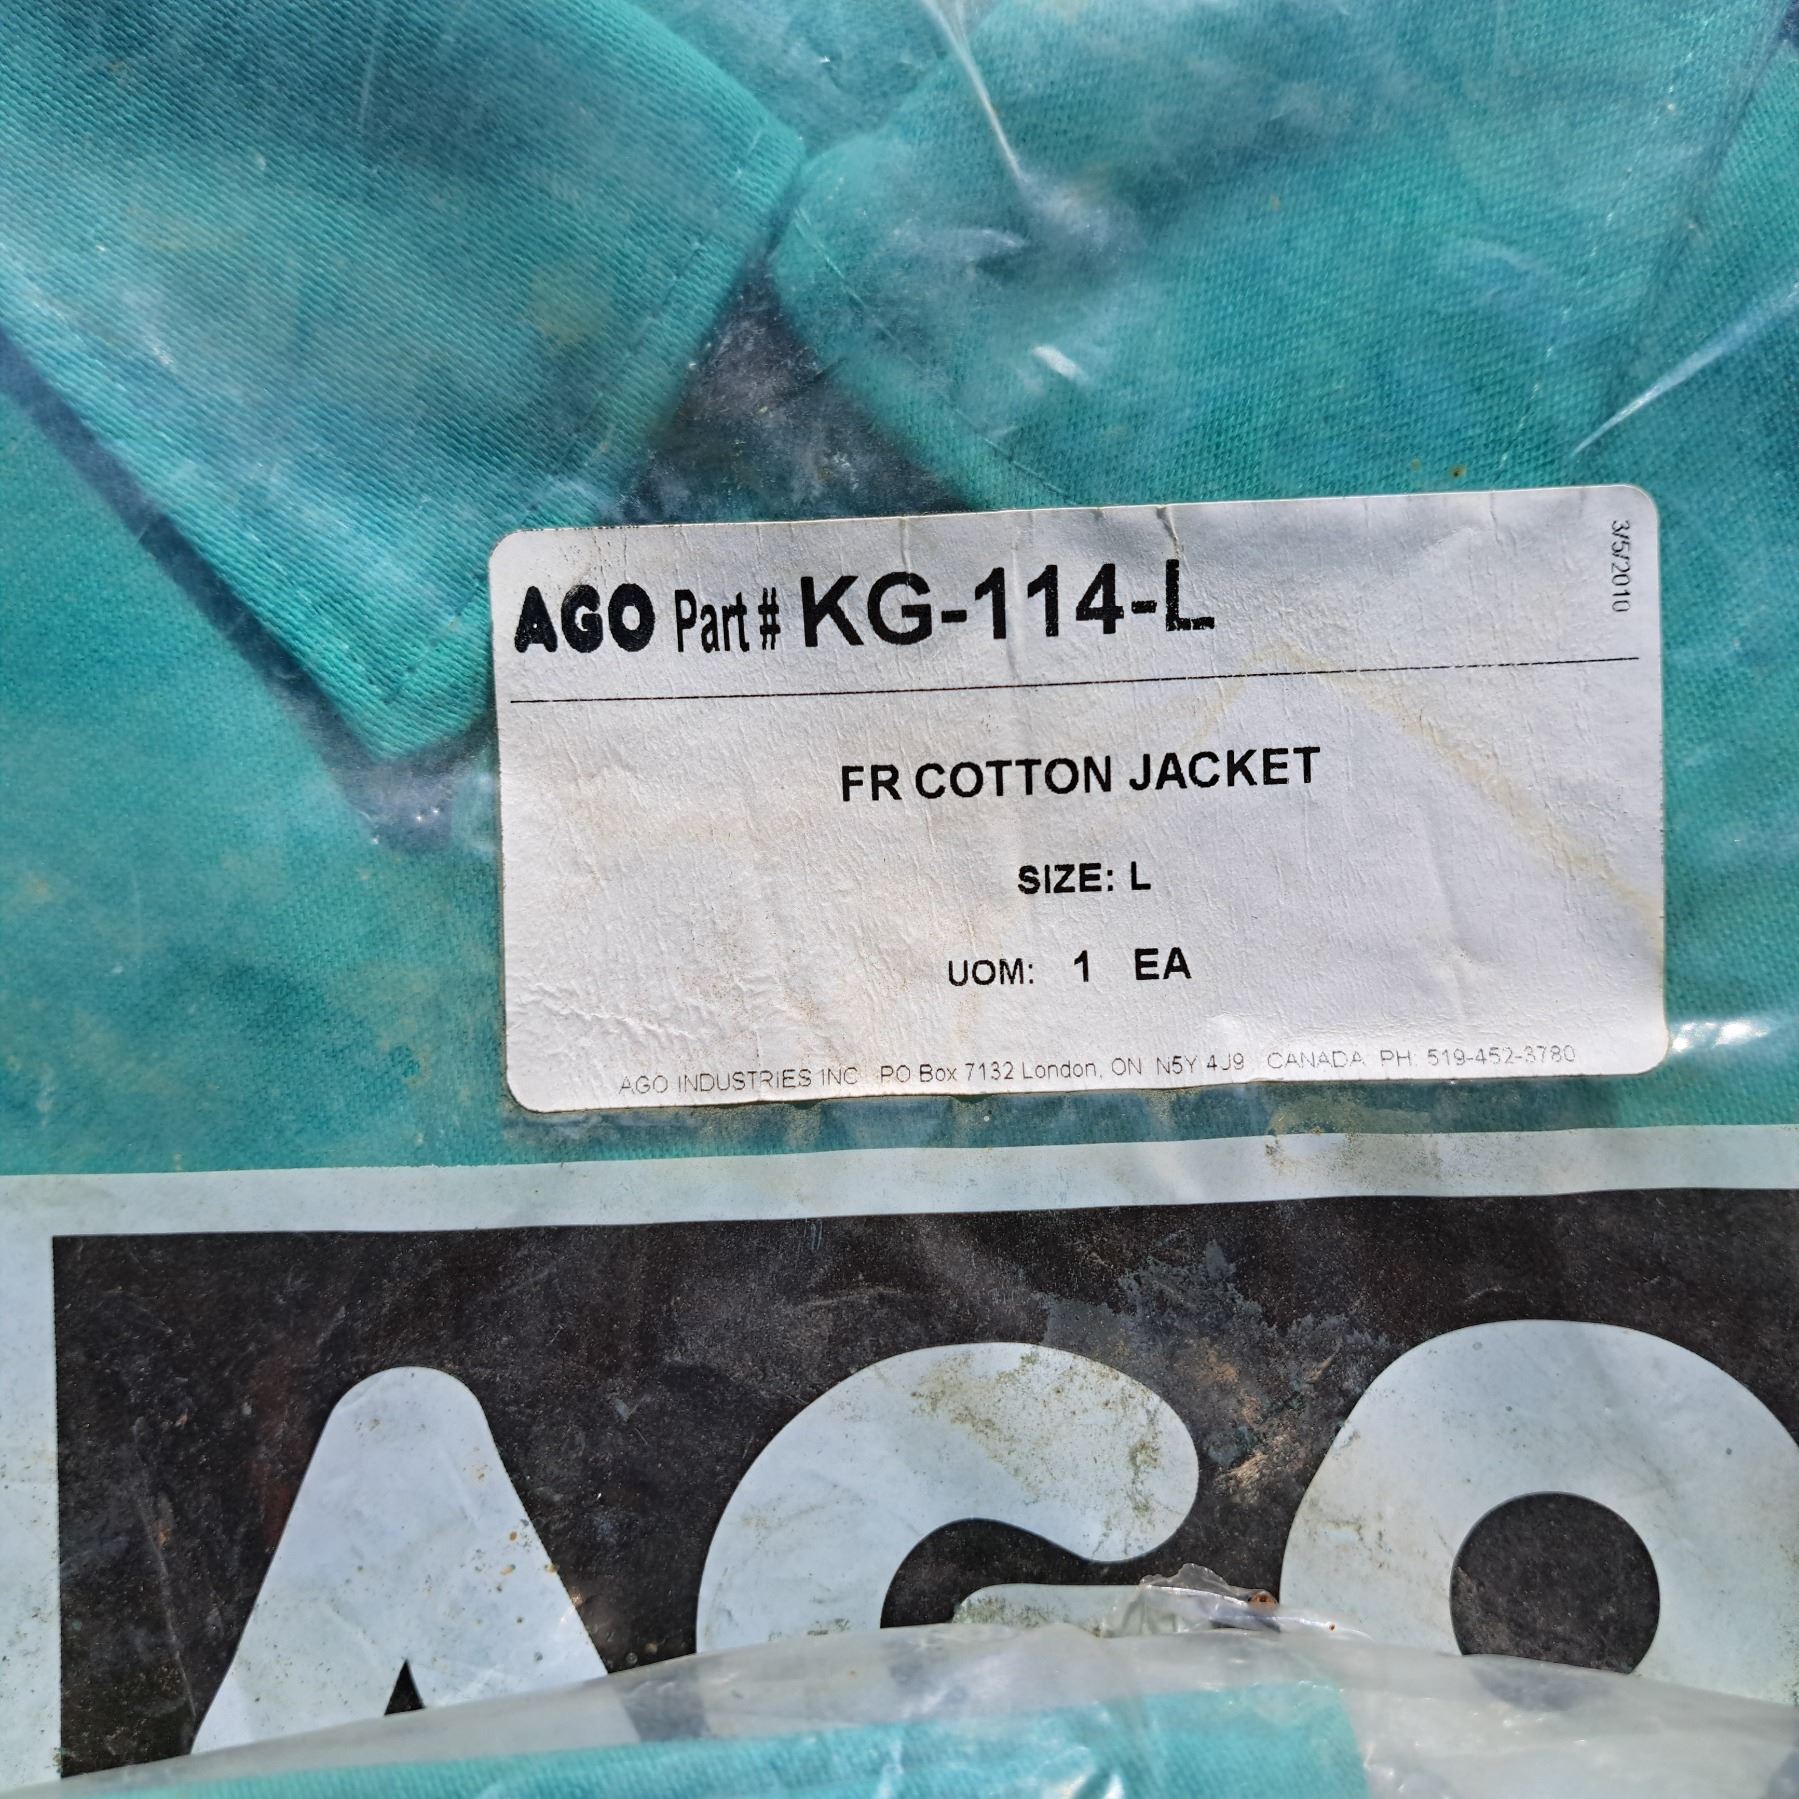 AGO Part # KG-114-L
3/5/2010
FR COTTON JACKET
SIZE: L
UOM: 1 EA
AGO INDUSTRIES INC PO Box 7132 London, ON N5Y 4J9 CANADA PH: 519-452-3780
AGO